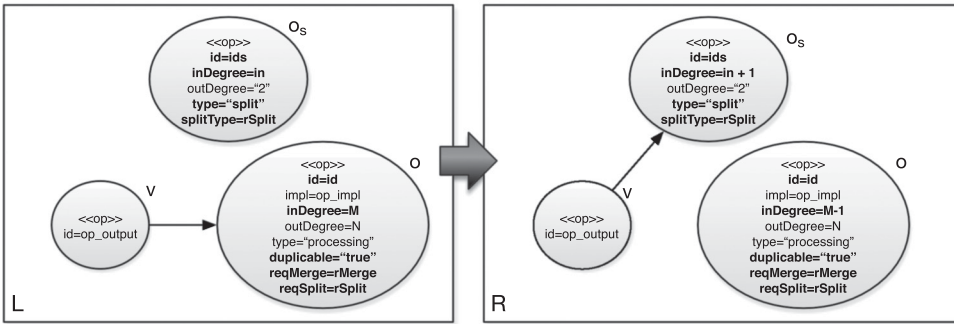 O_S
<<op>>
id=ids
inDegree=in
outDegree="2"
type="split"
splitType=rSplit
V
<<op>>
id=op_output
O
<<op>>
id=id
impl=op_impl
inDegree=M
outDegree=N
type="processing"
duplicable="true"
reqMerge=rMerge
reqSplit=rSplit
L
O_S
<<op>>
id=ids
inDegree=in + 1
outDegree="2"
type="split"
splitType=rSplit
V
<<op>>
id=op_output
O
<<op>>
id=id
impl=op_impl
inDegree=M-1
outDegree=N
type="processing"
duplicable="true"
reqMerge=rMerge
reqSplit=rSplit
R